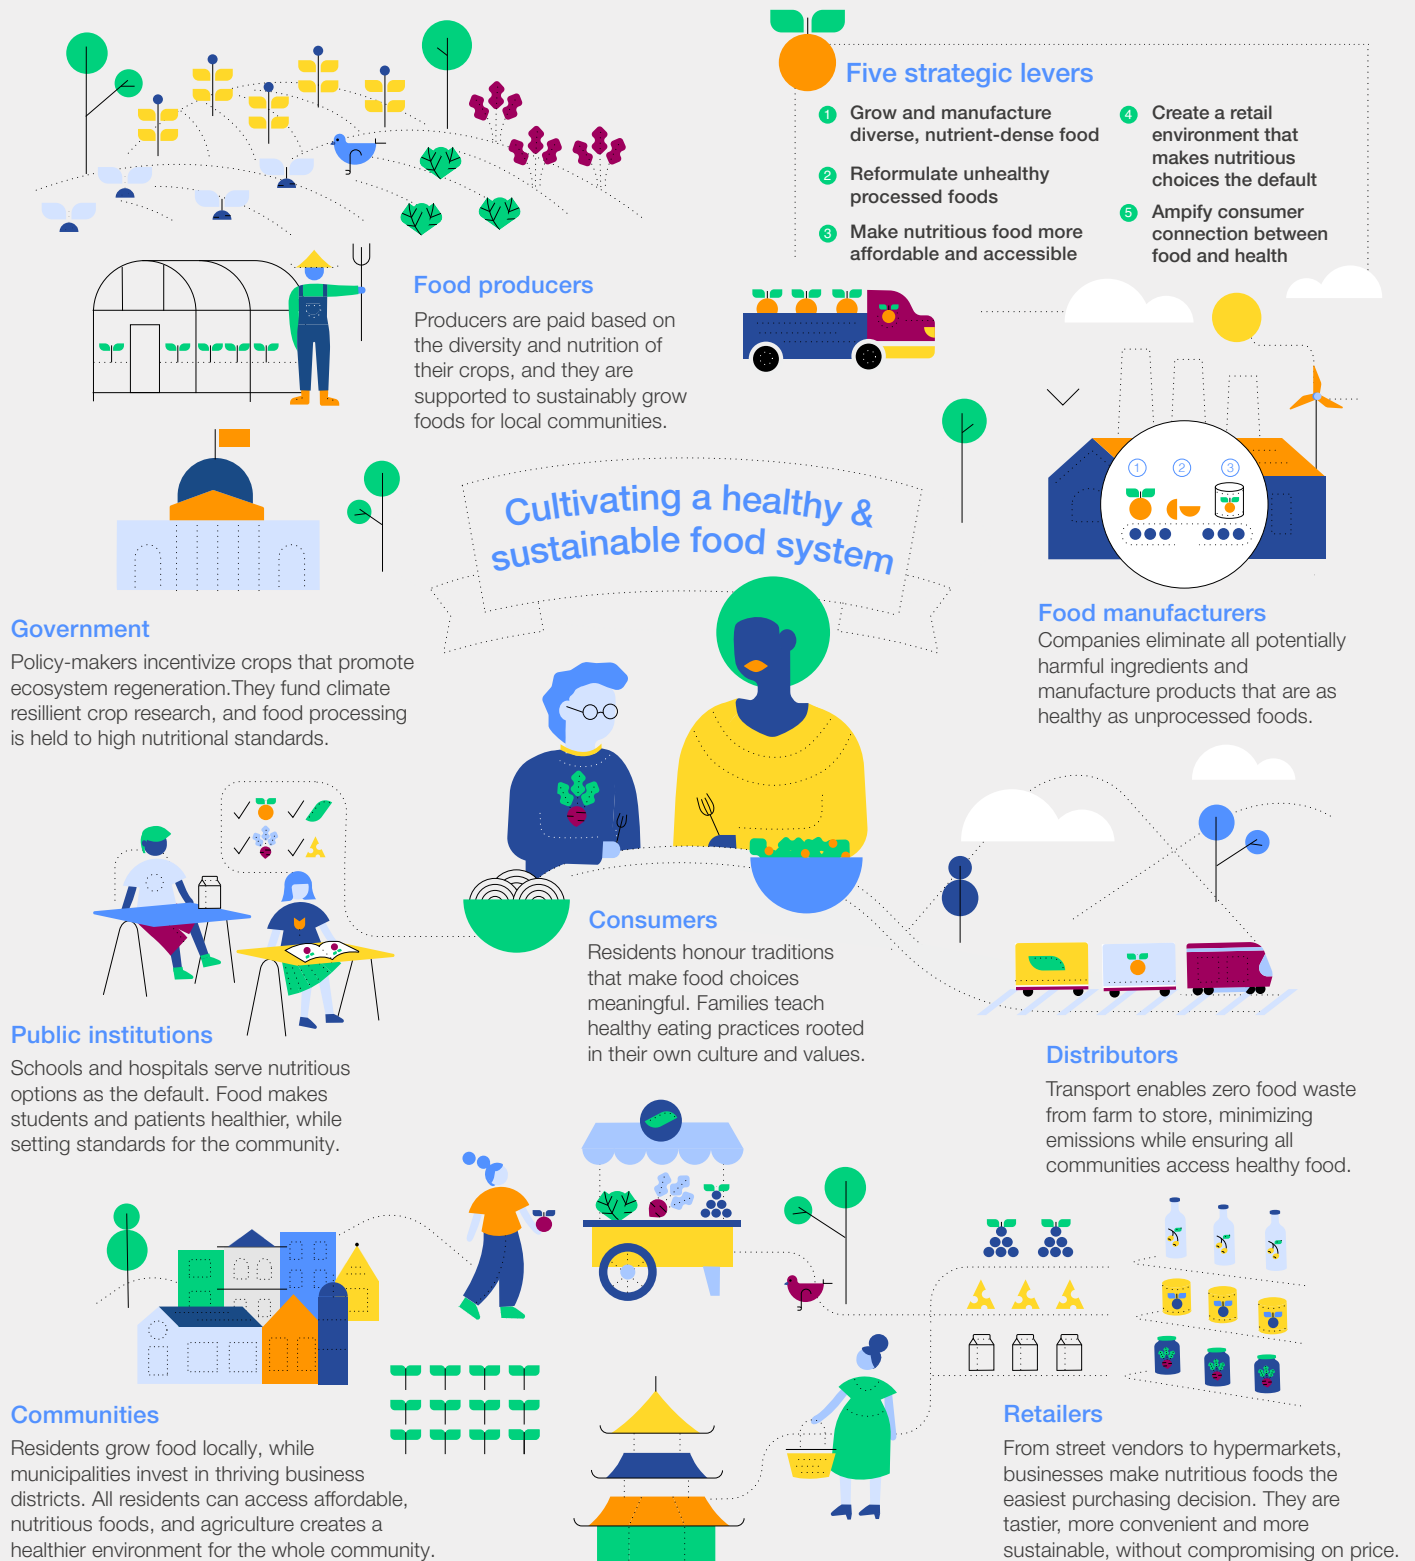 Five strategic levers
1 Grow and manufacture
diverse, nutrient-dense food
2 Reformulate unhealthy
processed foods
3 Make nutritious food more
affordable and accessible
4 Create a retail
environment that
makes nutritious
choices the default
5 Ampify consumer
connection between
food and health
Food producers
Producers are paid based on
the diversity and nutrition of
their crops, and they are
supported to sustainably grow
foods for local communities.
Cultivating a healthy &
sustainable food system
1 2 3
Food manufacturers
Companies eliminate all potentially
harmful ingredients and
manufacture products that are as
healthy as unprocessed foods.
Government
Policy-makers incentivize crops that promote
ecosystem regeneration.They fund climate
resillient crop research, and food processing
is held to high nutritional standards.
Consumers
Residents honour traditions
that make food choices
meaningful. Families teach
healthy eating practices rooted
in their own culture and values.
Public institutions
Schools and hospitals serve nutritious
options as the default. Food makes
students and patients healthier, while
setting standards for the community.
Distributors
Transport enables zero food waste
from farm to store, minimizing
emissions while ensuring all
communities access healthy food.
Communities
Residents grow food locally, while
municipalities invest in thriving business
districts. All residents can access affordable,
nutritious foods, and agriculture creates a
healthier environment for the whole community.
Retailers
From street vendors to hypermarkets,
businesses make nutritious foods the
easiest purchasing decision. They are
tastier, more convenient and more
sustainable, without compromising on price.